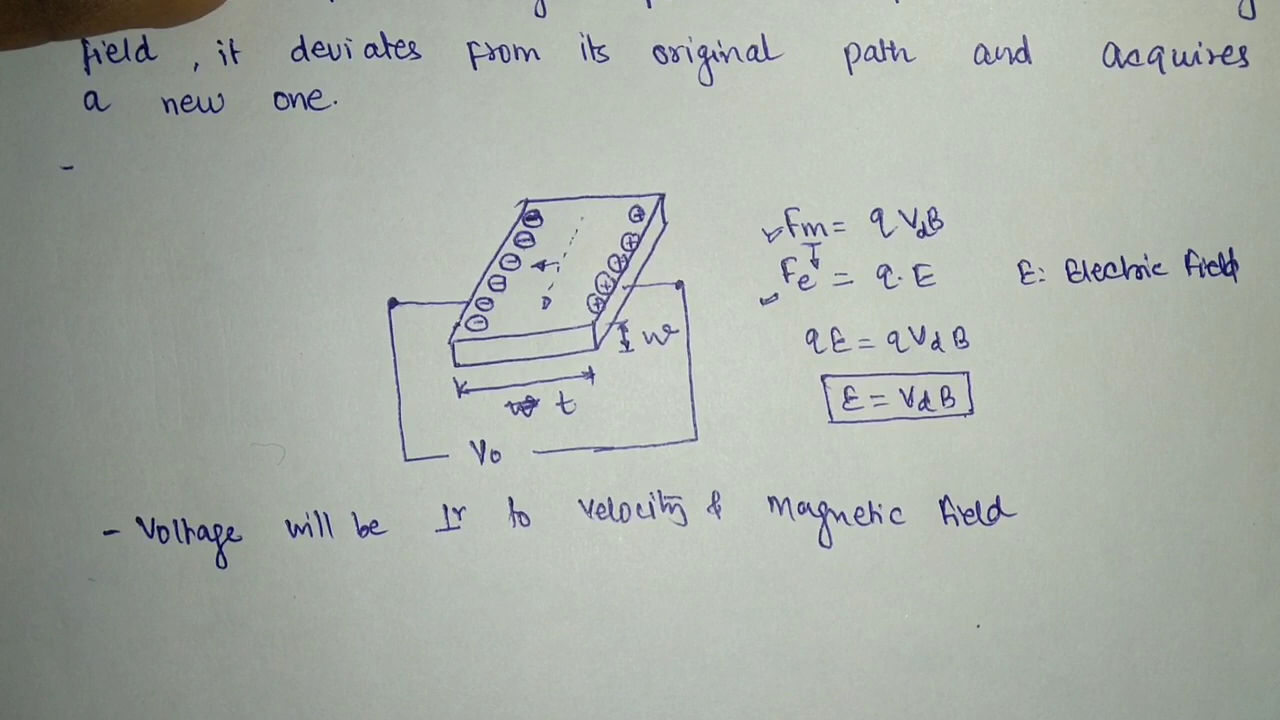 field , it deviates from its original path and acquires
a new one.
-
Fm = q VdB
Fe = q. E E: Electric field
qE = qVdB
E = VdB
w
t
Vo
- Voltage will be ⊥r to velocity & Magnetic field